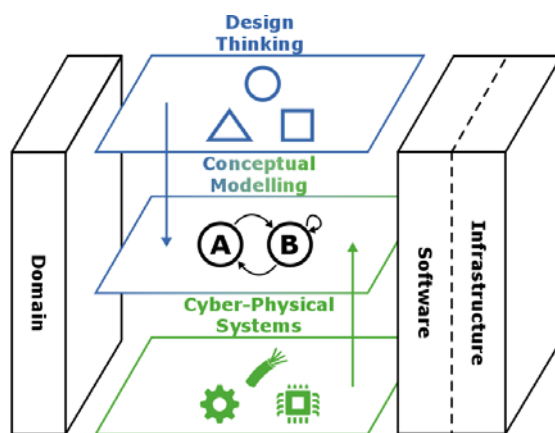 Design
Thinking
Conceptual
Modelling
A
B
Cyber-Physical
Systems
Domain
Software
Infrastructure